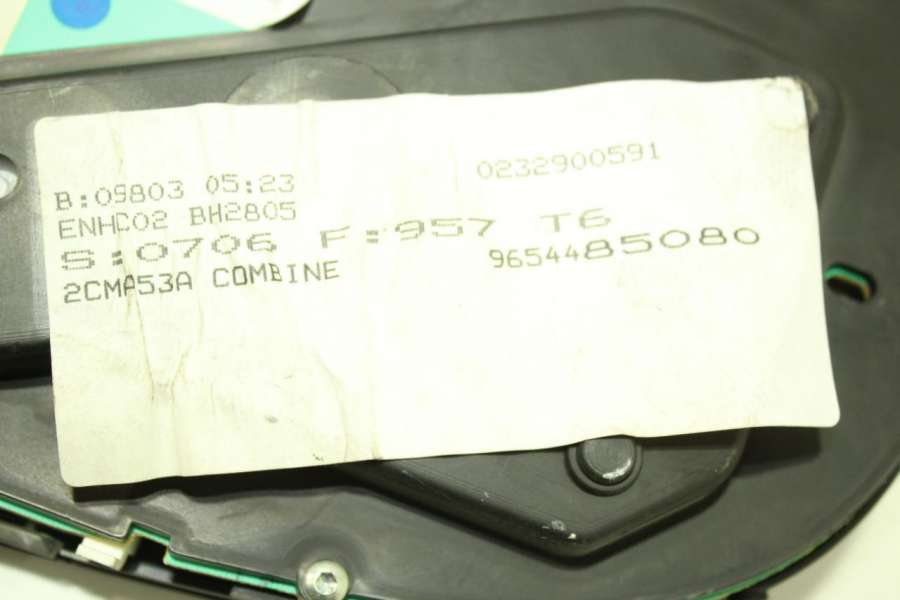 B:09803 05:23
0232900591
ENHC02 BH2805
S:0706 F:957 T6
2CMA53A COMBINE
9654485080